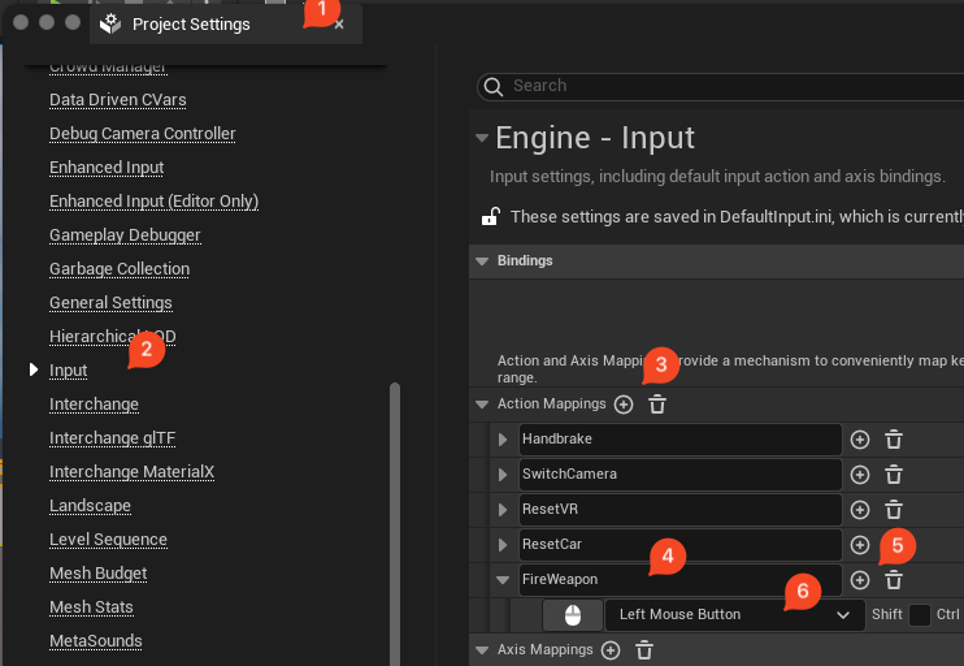 1
Project Settings
Crowd Manager
Data Driven CVars
Debug Camera Controller
Enhanced Input
Enhanced Input (Editor Only)
Gameplay Debugger
Garbage Collection
General Settings
Hierarchical LOD
2
Input
Interchange
Interchange glTF
Interchange MaterialX
Landscape
Level Sequence
Mesh Budget
Mesh Stats
MetaSounds
Search
Engine - Input
Input settings, including default input action and axis bindings.
These settings are saved in DefaultInput.ini, which is currentl
Bindings
Action and Axis Mappings provide a mechanism to conveniently map ke
range.
3
Action Mappings
Handbrake
SwitchCamera
ResetVR
ResetCar
5
4
FireWeapon
6
Left Mouse Button Shift Ctrl
Axis Mappings